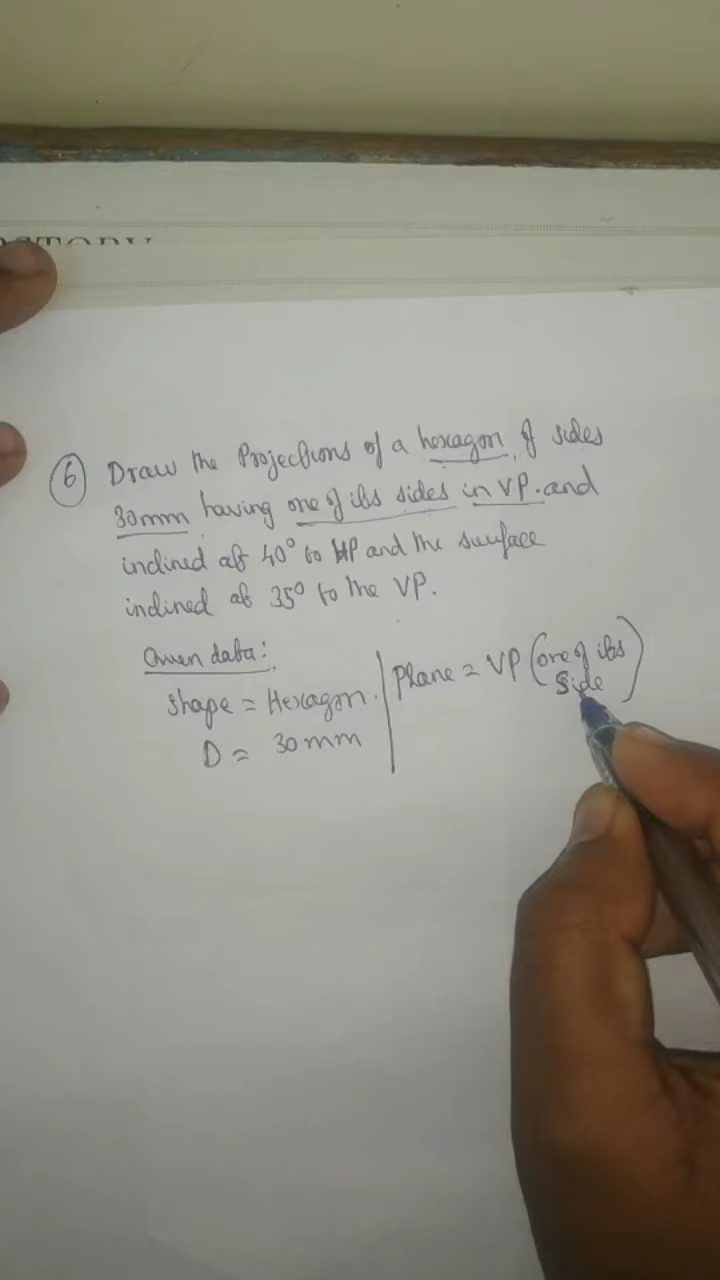 6 Draw the Projections of a hexagon of sides
30mm having one of its sides in VP. and
inclined at 40° to HP and the surface
inclined at 35° to the VP.
Given data:
shape = Hexagon.
D = 30mm
Plane = VP (one of its
side)